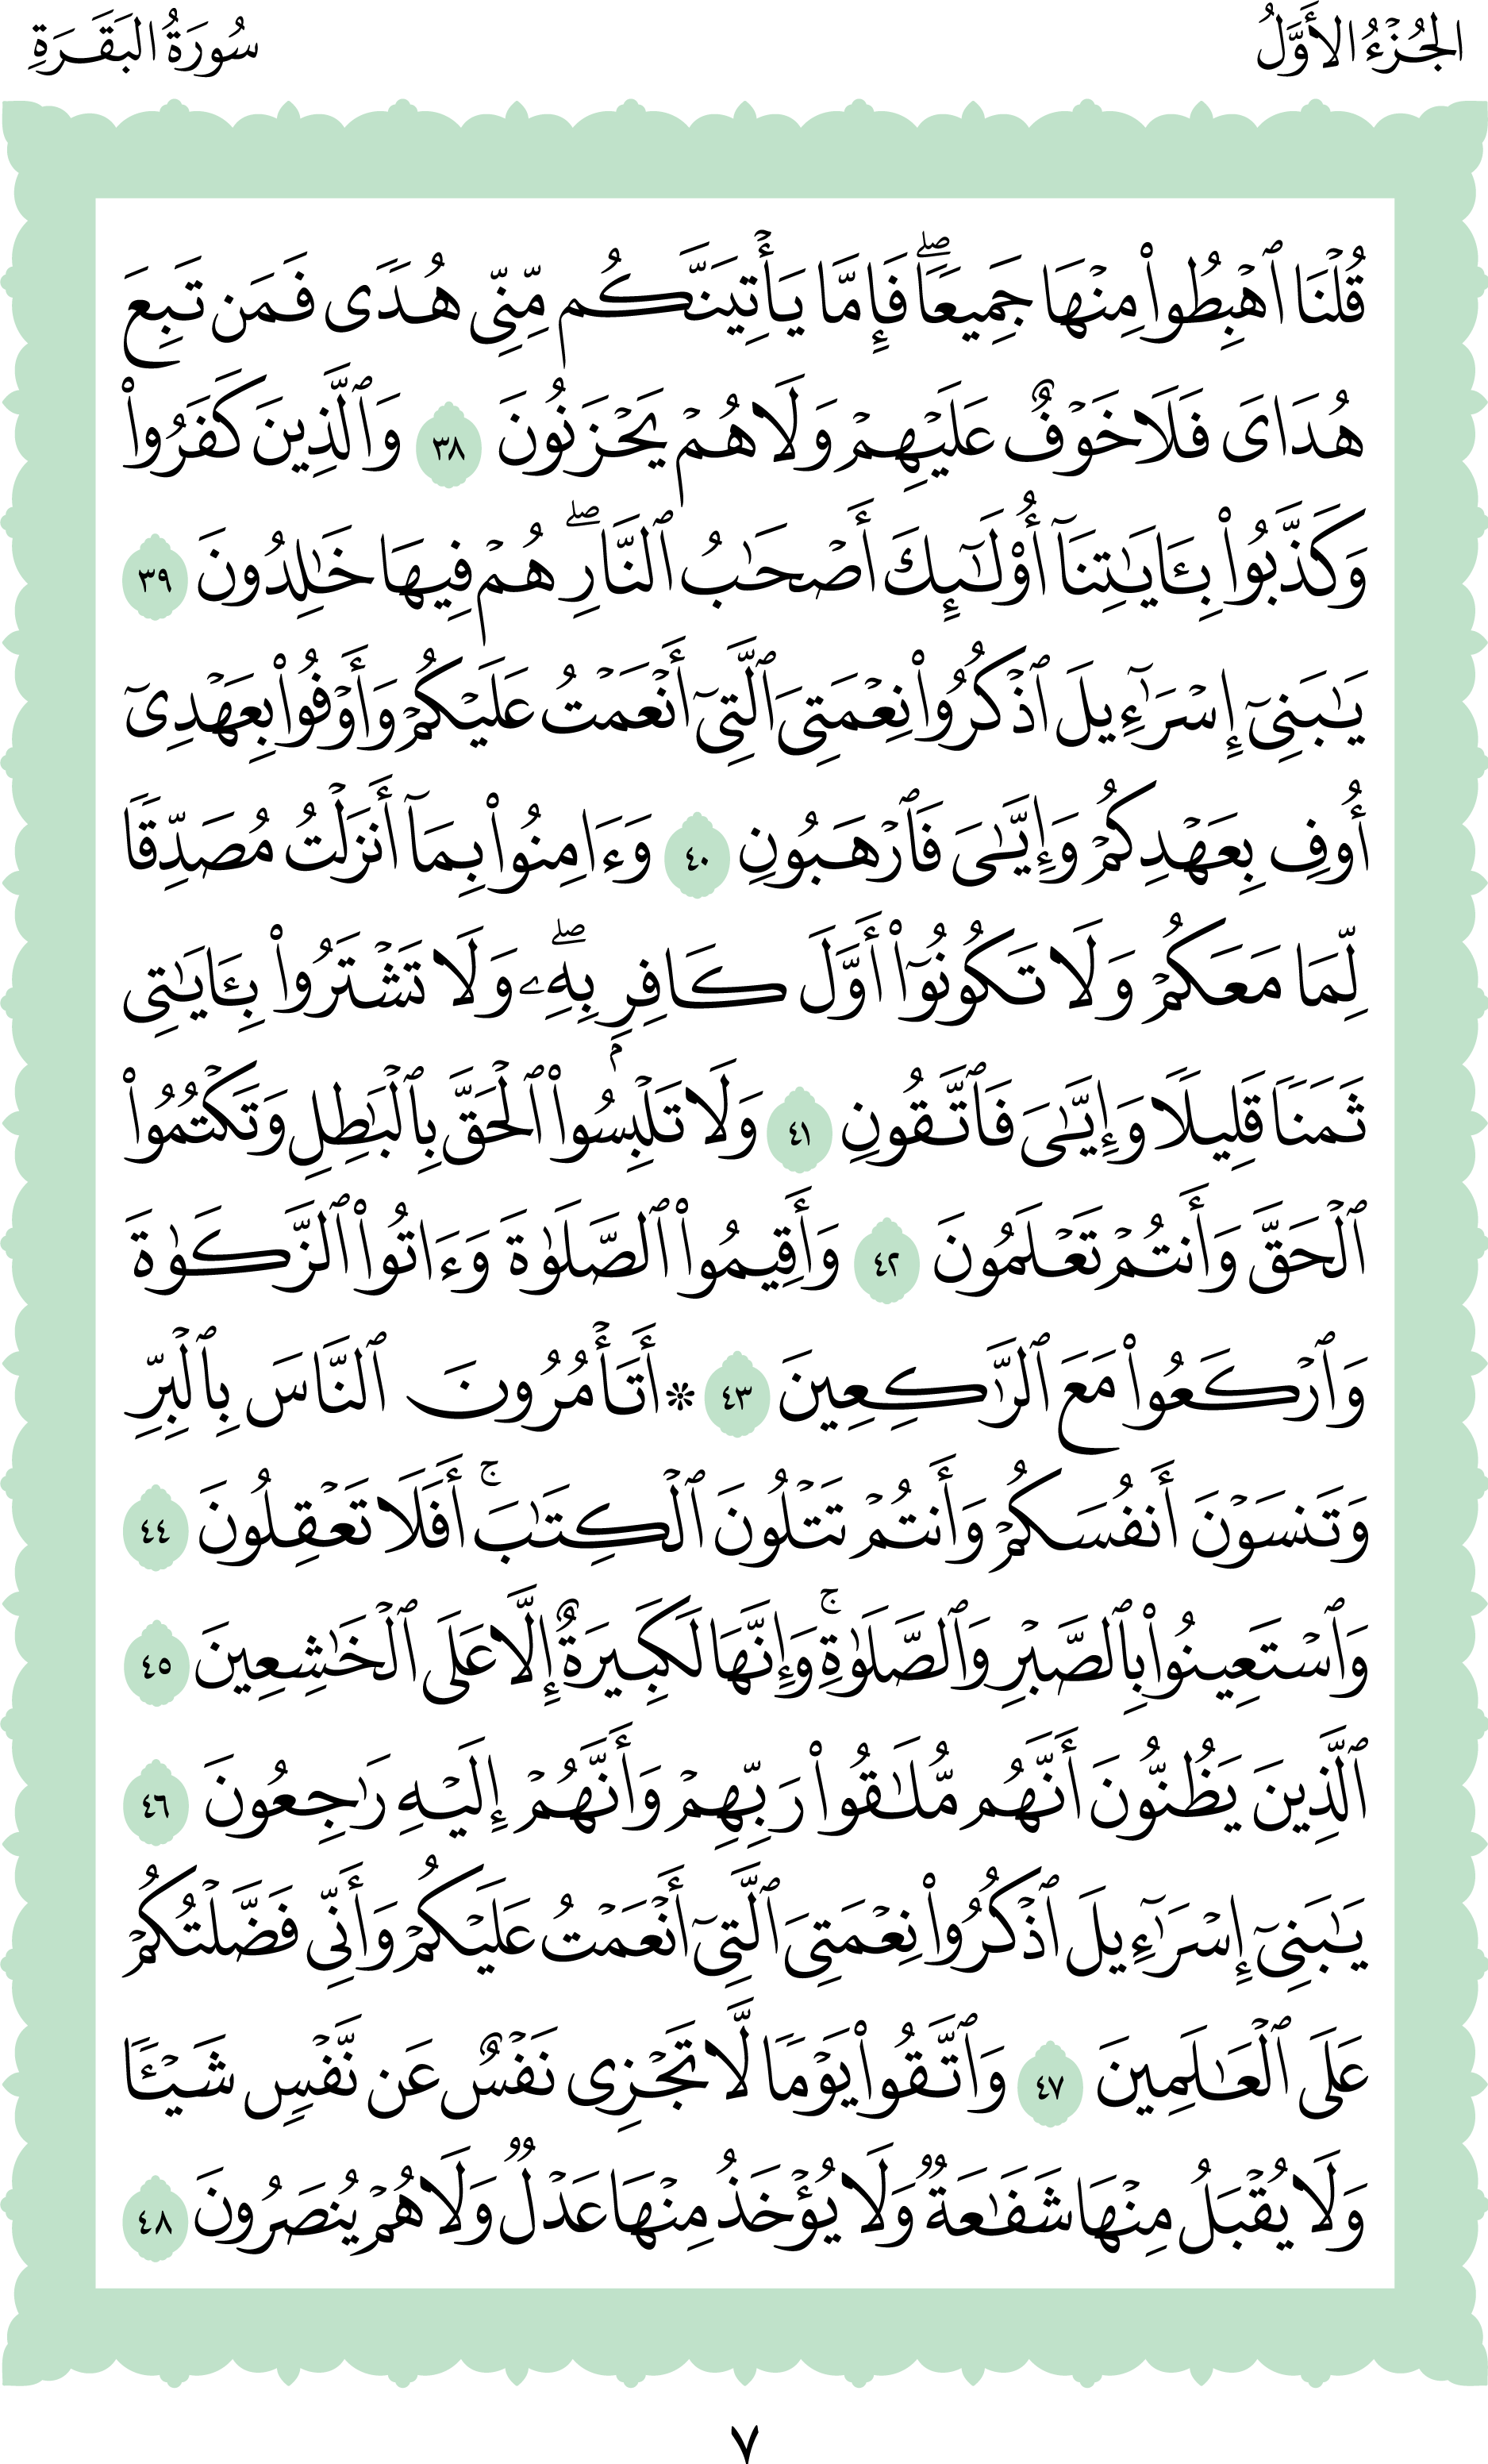 الجُزْءُ الأَوَّلُ
سُورَةُ البَقَرَةِ
قُلۡنَا ٱهۡبِطُواْ مِنۡهَا جَمِيعٗاۖ فَإِمَّا يَأۡتِيَنَّكُم مِّنِّي هُدٗى فَمَن تَبِعَ
هُدَايَ فَلَا خَوۡفٌ عَلَيۡهِمۡ وَلَا هُمۡ يَحۡزَنُونَ ٣٨ وَٱلَّذِينَ كَفَرُواْ
وَكَذَّبُواْ بِـَٔايَٰتِنَآ أُوْلَٰٓئِكَ أَصۡحَٰبُ ٱلنَّارِۖ هُمۡ فِيهَا خَٰلِدُونَ ٣٩
يَٰبَنِيٓ إِسۡرَٰٓءِيلَ ٱذۡكُرُواْ نِعۡمَتِيَ ٱلَّتِيٓ أَنۡعَمۡتُ عَلَيۡكُمۡ وَأَوۡفُواْ بِعَهۡدِيٓ
أُوفِ بِعَهۡدِكُمۡ وَإِيَّٰيَ فَٱرۡهَبُونِ ٤٠ وَءَامِنُواْ بِمَآ أَنزَلۡتُ مُصَدِّقٗا
لِّمَا مَعَكُمۡ وَلَا تَكُونُوٓاْ أَوَّلَ كَافِرِۭ بِهِۦۖ وَلَا تَشۡتَرُواْ بِـَٔايَٰتِي
ثَمَنٗا قَلِيلٗا وَإِيَّٰيَ فَٱتَّقُونِ ٤١ وَلَا تَلۡبِسُواْ ٱلۡحَقَّ بِٱلۡبَٰطِلِ وَتَكۡتُمُواْ
ٱلۡحَقَّ وَأَنتُمۡ تَعۡلَمُونَ ٤٢ وَأَقِيمُواْ ٱلصَّلَوٰةَ وَءَاتُواْ ٱلزَّكَوٰةَ
وَٱرۡكَعُواْ مَعَ ٱلرَّٰكِعِينَ ٤٣ *أَتَأۡمُرُونَ ٱلنَّاسَ بِٱلۡبِرِّ
وَتَنسَوۡنَ أَنفُسَكُمۡ وَأَنتُمۡ تَتۡلُونَ ٱلۡكِتَٰبَۚ أَفَلَا تَعۡقِلُونَ ٤٤
وَٱسۡتَعِينُواْ بِٱلصَّبۡرِ وَٱلصَّلَوٰةِۚ وَإِنَّهَا لَكَبِيرَةٌ إِلَّا عَلَى ٱلۡخَٰشِعِينَ ٤٥
ٱلَّذِينَ يَظُنُّونَ أَنَّهُم مُّلَٰقُواْ رَبِّهِمۡ وَأَنَّهُمۡ إِلَيۡهِ رَٰجِعُونَ ٤٦
يَٰبَنِيٓ إِسۡرَٰٓءِيلَ ٱذۡكُرُواْ نِعۡمَتِيَ ٱلَّتِيٓ أَنۡعَمۡتُ عَلَيۡكُمۡ وَأَنِّي فَضَّلۡتُكُمۡ
عَلَى ٱلۡعَٰلَمِينَ ٤٧ وَٱتَّقُواْ يَوۡمٗا لَّا تَجۡزِي نَفۡسٌ عَن نَّفۡسٖ شَيۡـٔٗا
وَلَا يُقۡبَلُ مِنۡهَا شَفَٰعَةٞ وَلَا يُؤۡخَذُ مِنۡهَا عَدۡلٞ وَلَا هُمۡ يُنصَرُونَ ٤٨
٧